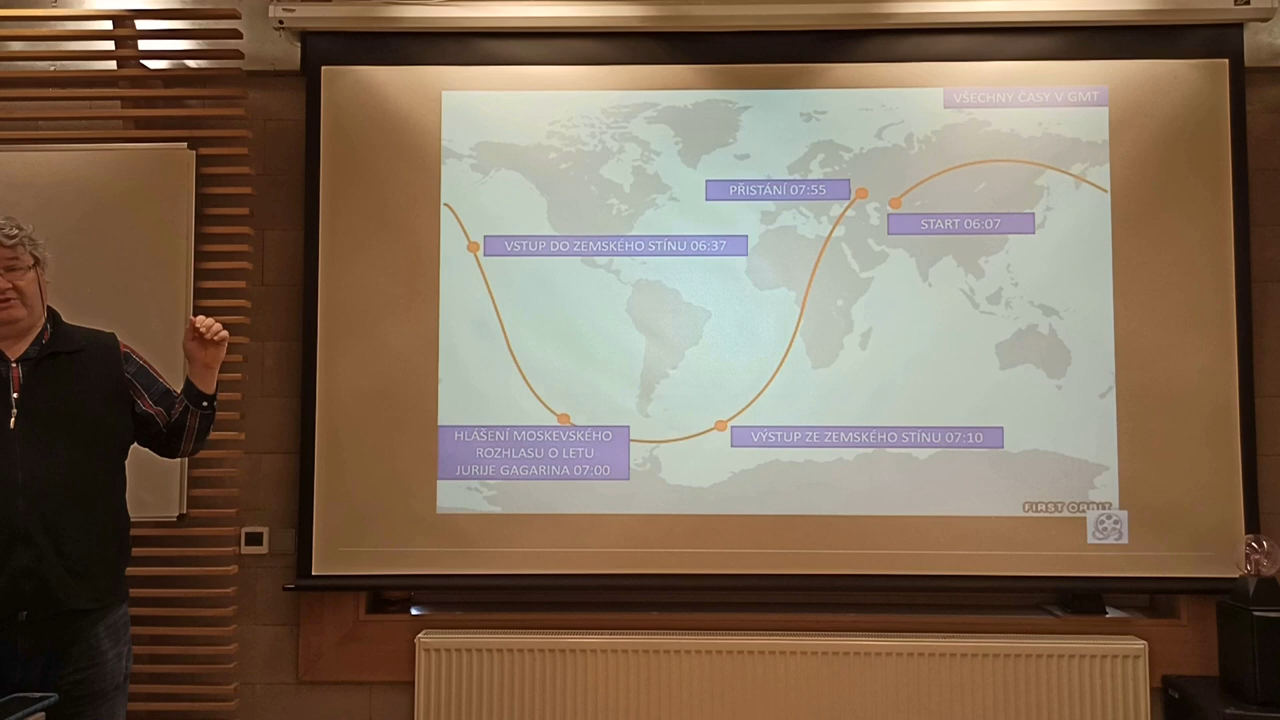 VŠECHNY ČASY V GMT
PŘISTÁNÍ 07:55
START 06:07
VSTUP DO ZEMSKÉHO STÍNU 06:37
HLÁŠENÍ MOSKEVSKÉHO
ROZHLASU O LETU
JURIJE GAGARINA 07:00
VÝSTUP ZE ZEMSKÉHO STÍNU 07:10
FIRST ORBIT